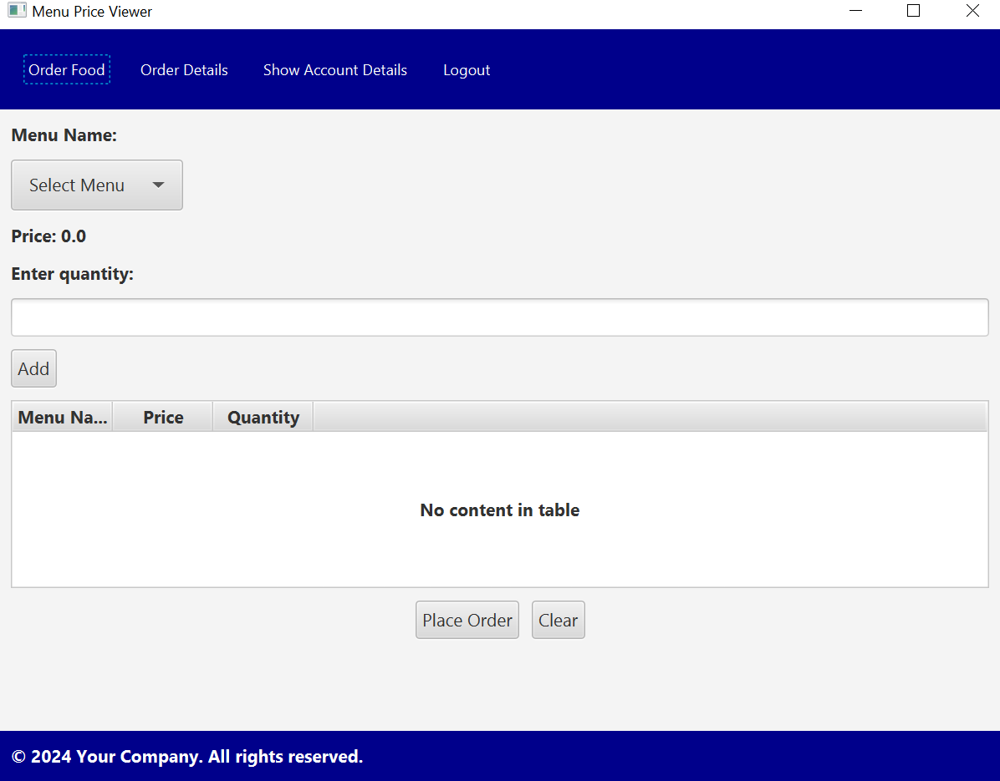 Menu Price Viewer
Order Food Order Details Show Account Details Logout
Menu Name:
Select Menu
Price: 0.0
Enter quantity:
Add
Menu Na... Price Quantity
No content in table
Place Order Clear
© 2024 Your Company. All rights reserved.